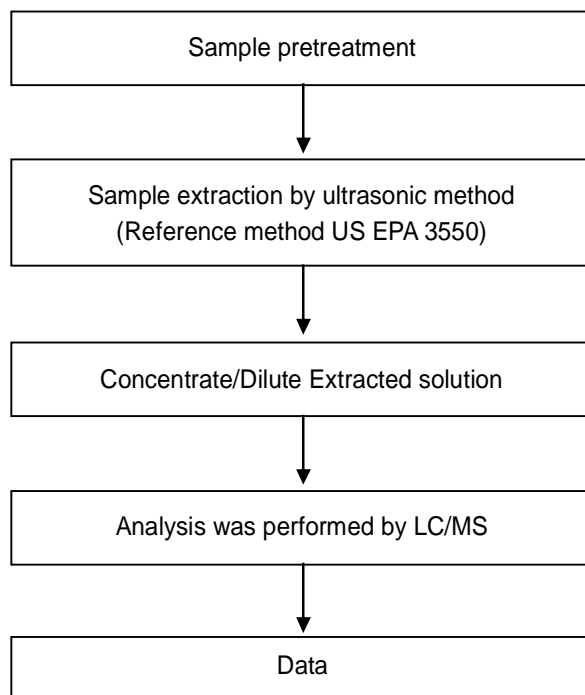 Sample pretreatment
Sample extraction by ultrasonic method
(Reference method US EPA 3550)
Concentrate/Dilute Extracted solution
Analysis was performed by LC/MS
Data